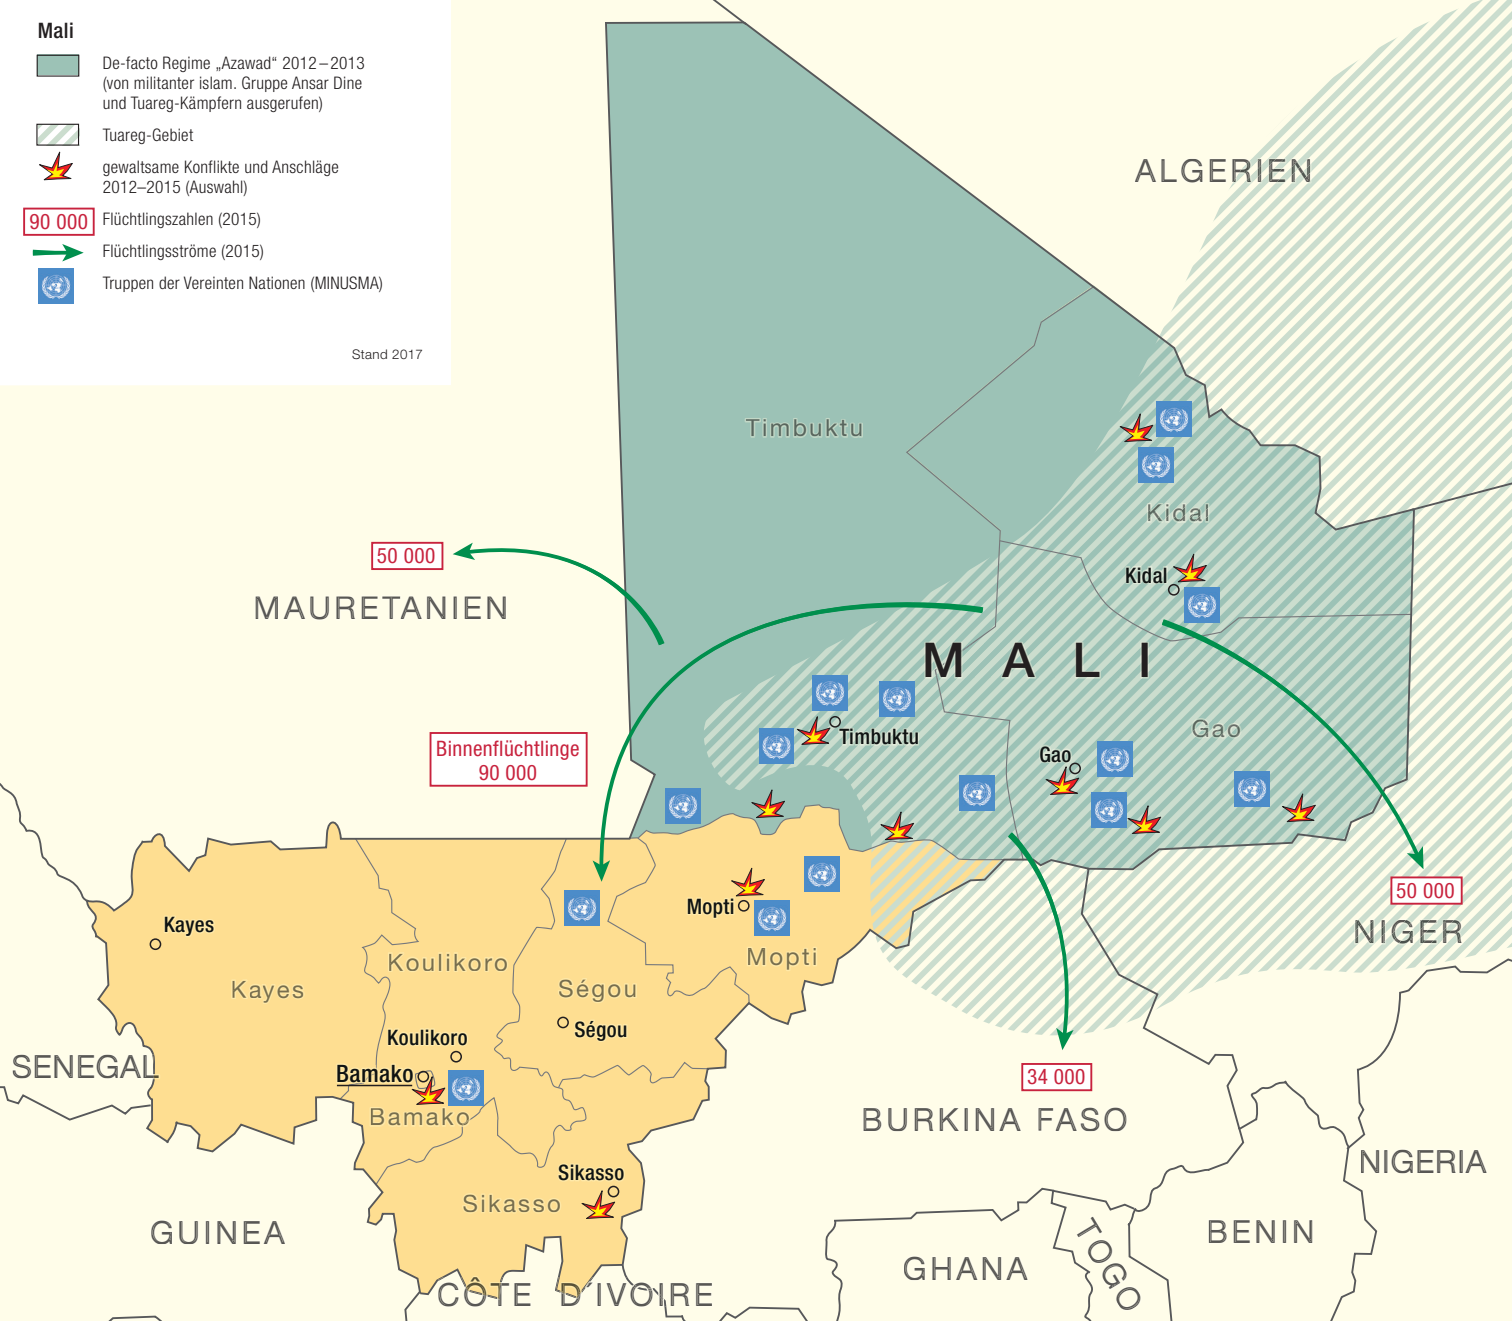 Mali
De-facto Regime „Azawad“ 2012–2013
(von militanter islam. Gruppe Ansar Dine
und Tuareg-Kämpfern ausgerufen)
Tuareg-Gebiet
gewaltsame Konflikte und Anschläge
2012–2015 (Auswahl)
90 000
Flüchtlingszahlen (2015)
Flüchtlingsströme (2015)
Truppen der Vereinten Nationen (MINUSMA)
Stand 2017
ALGERIEN
Timbuktu
Kidal
50 000
Kidal
MAURETANIEN
MALI
Timbuktu
Gao
Gao
Binnenflüchtlinge
90 000
50 000
NIGER
Mopti
Mopti
Kayes
Kayes
Koulikoro
Ségou
Ségou
Koulikoro
SENEGAL
Bamako
Bamako
34 000
BURKINA FASO
NIGERIA
Sikasso
Sikasso
GUINEA
BENIN
TOGO
GHANA
CÔTE D'IVOIRE